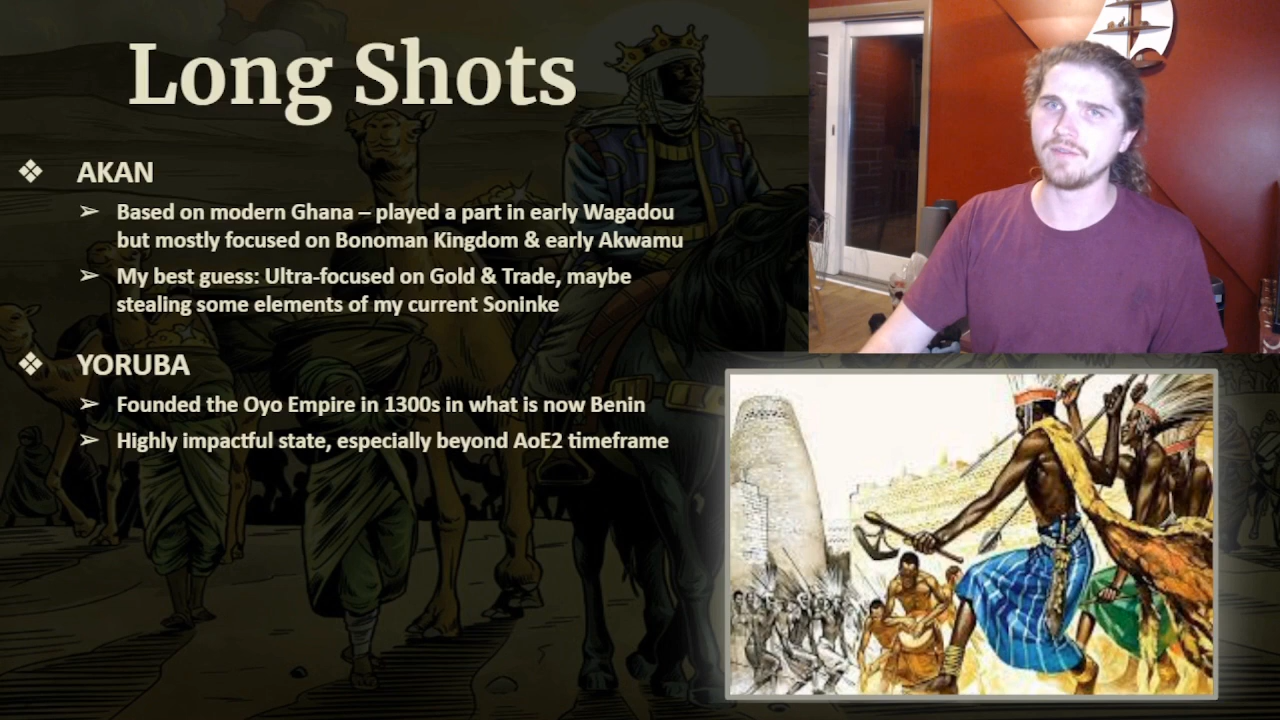 Long Shots
❖ AKAN
➢ Based on modern Ghana – played a part in early Wagadou
but mostly focused on Bonoman Kingdom & early Akwamu
➢ My best guess: Ultra-focused on Gold & Trade, maybe
stealing some elements of my current Soninke
❖ YORUBA
➢ Founded the Oyo Empire in 1300s in what is now Benin
➢ Highly impactful state, especially beyond AoE2 timeframe